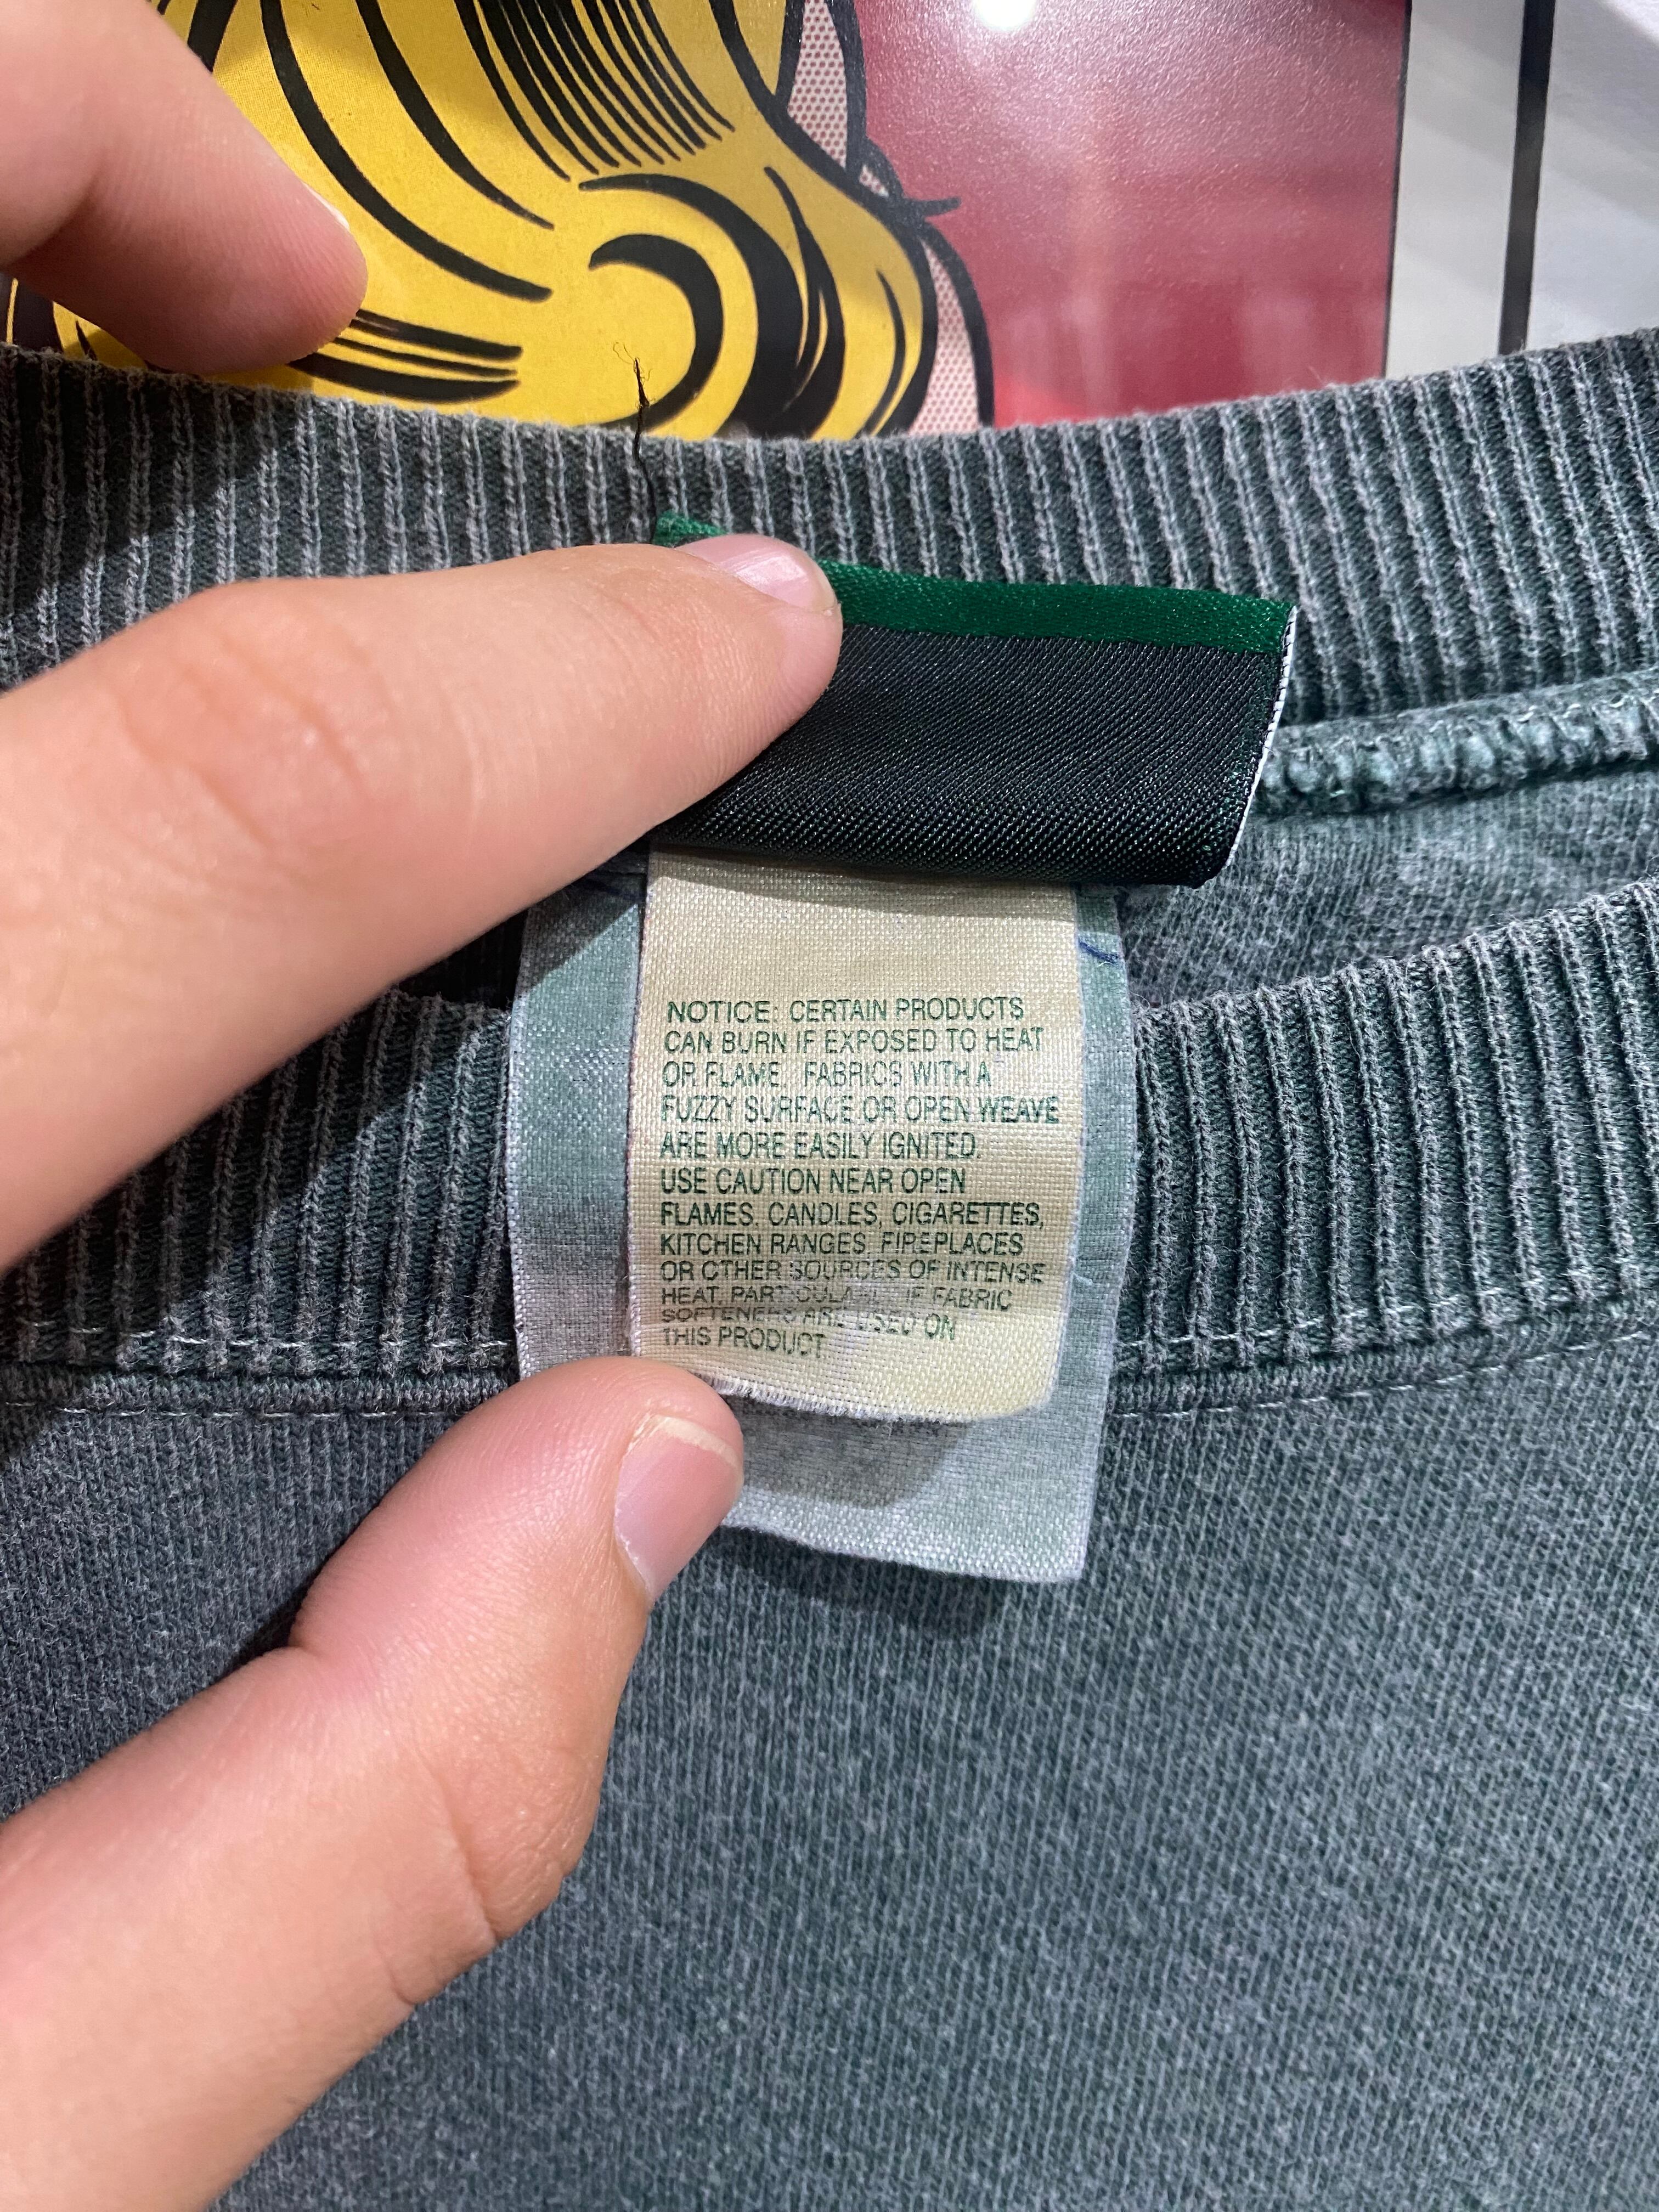 NOTICE: CERTAIN PRODUCTS
CAN BURN IF EXPOSED TO HEAT
OR FLAME. FABRICS WITH A
FUZZY SURFACE OR OPEN WEAVE
ARE MORE EASILY IGNITED.
USE CAUTION NEAR OPEN
FLAMES, CANDLES, CIGARETTES,
KITCHEN RANGES, FIREPLACES
OR OTHER SOURCES OF INTENSE
HEAT, PARTICULARLY IF FABRIC
SOFTENERS ARE USED ON
THIS PRODUCT